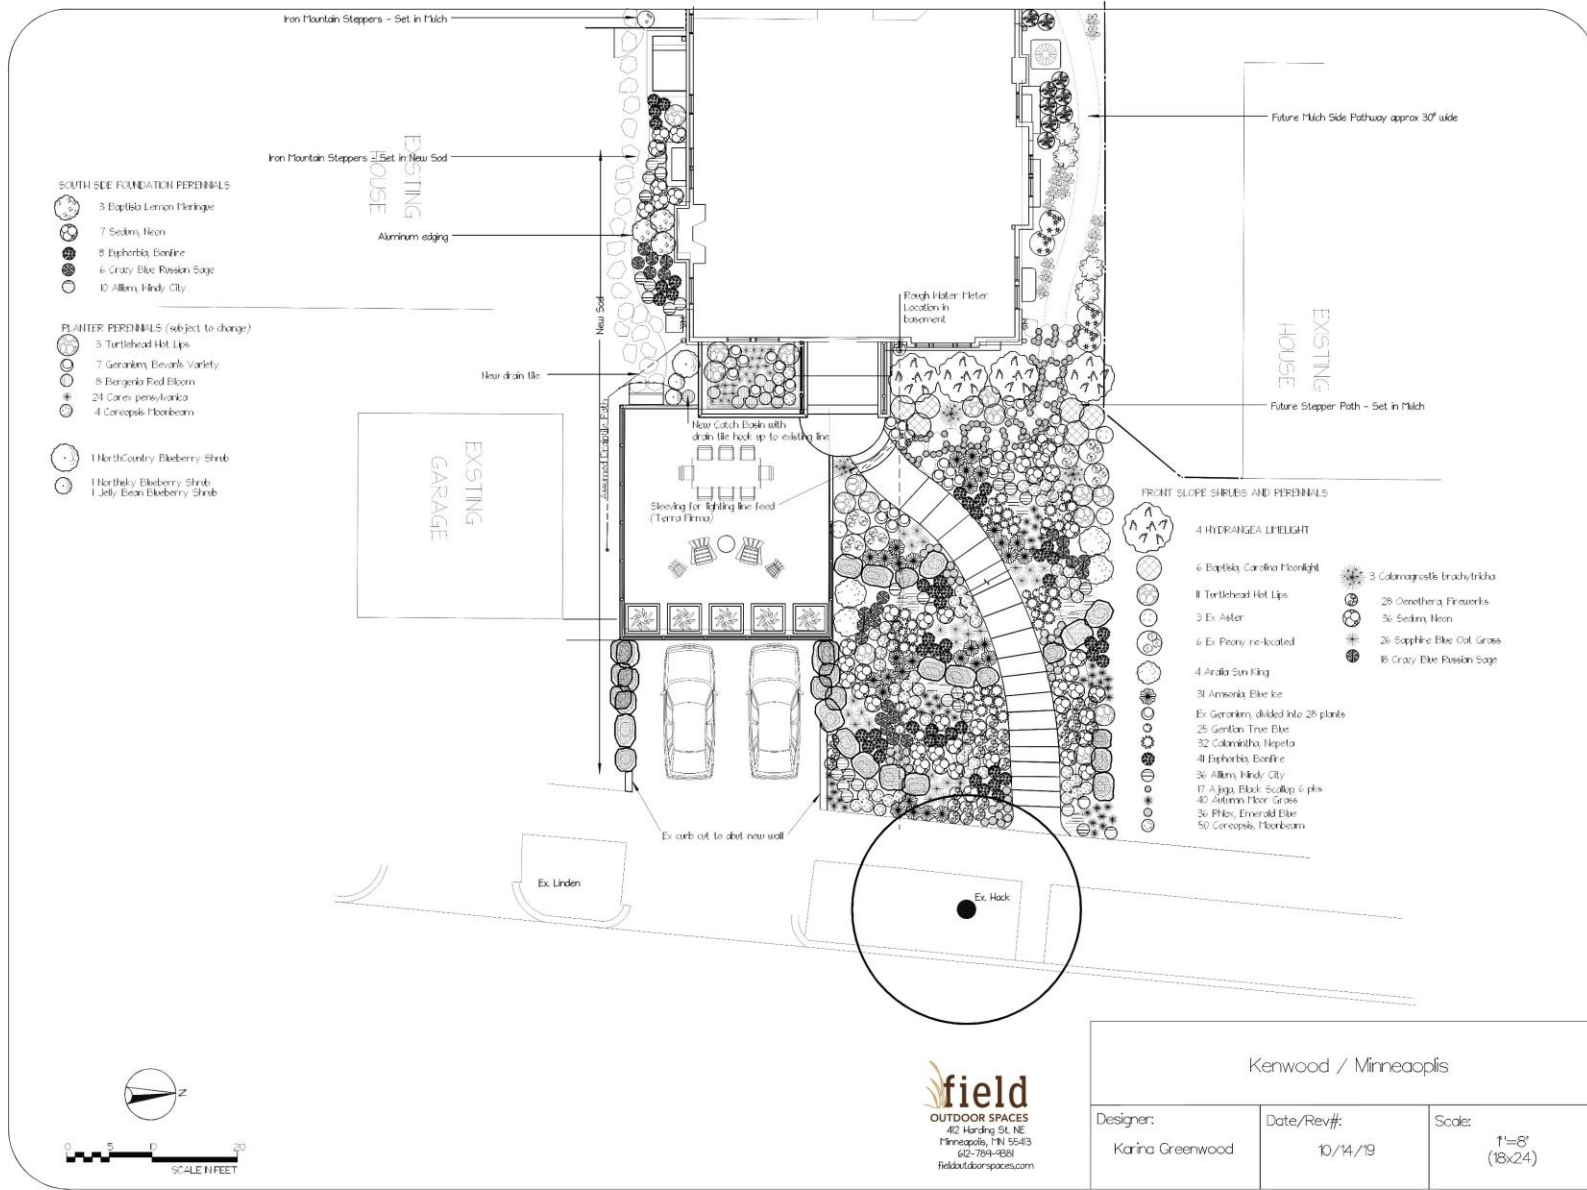 Iron Mountain Steppers - Set in Mulch
Future Mulch Side Pathway approx 30" wide
EXISTING
HOUSE
Iron Mountain Steppers - Set in New Sod
Aluminum edging
SOUTH SIDE FOUNDATION PERENNIALS
3 Baptisia Lemon Meringue
7 Sedum, Neon
8 Euphorbia, Bonfire
6 Crazy Blue Russian Sage
10 Allium, Windy City
PLANTER PERENNIALS (subject to change)
3 Turtlehead Hot Lips
7 Geranium, Bevan's Variety
8 Bergenia Red Bloom
24 Carex pensylvanica
4 Coreopsis Moonbeam
1 NorthCountry Blueberry Shrub
1 Northsky Blueberry Shrub
1 Jelly Bean Blueberry Shrub
New Sod
Rough Water Meter
Location in
basement
New drain tile
Assumed Draintile Path
EXISTING
HOUSE
Future Stepper Path - Set in Mulch
New Catch Basin with
drain tile hook up to existing line
EXISTING
GARAGE
Sleeving for lighting line feed
(Terra Firma)
FRONT SLOPE SHRUBS AND PERENNIALS
4 HYDRANGEA LIMELIGHT
6 Baptisia, Carolina Moonlight
11 Turtlehead Hot Lips
3 Ex Aster
6 Ex Peony re-located
4 Aralia Sun King
31 Amsonia, Blue Ice
Ex Geranium, divided into 28 plants
25 Gentian True Blue
32 Calamintha, Nepeta
41 Euphorbia, Bonfire
36 Allium, Windy City
17 Ajuga, Black Scallop 6 pks
40 Autumn Moor Grass
36 Phlox, Emerald Blue
50 Coreopsis, Moonbeam
3 Calamagrostis brachytricha
28 Oenothera, Fireworks
36 Sedum, Neon
26 Sapphire Blue Oat Grass
18 Crazy Blue Russian Sage
Ex curb cut to abut new wall
Ex. Linden
Ex. Hack
N
0 5 10 20
SCALE IN FEET
field
OUTDOOR SPACES
412 Harding St. NE
Minneapolis, MN 55413
612-789-9881
fieldoutdoorspaces.com
Kenwood / Minneaoplis
Designer:
Karina Greenwood
Date/Rev#:
10/14/19
Scale:
1"=8'
(18x24)